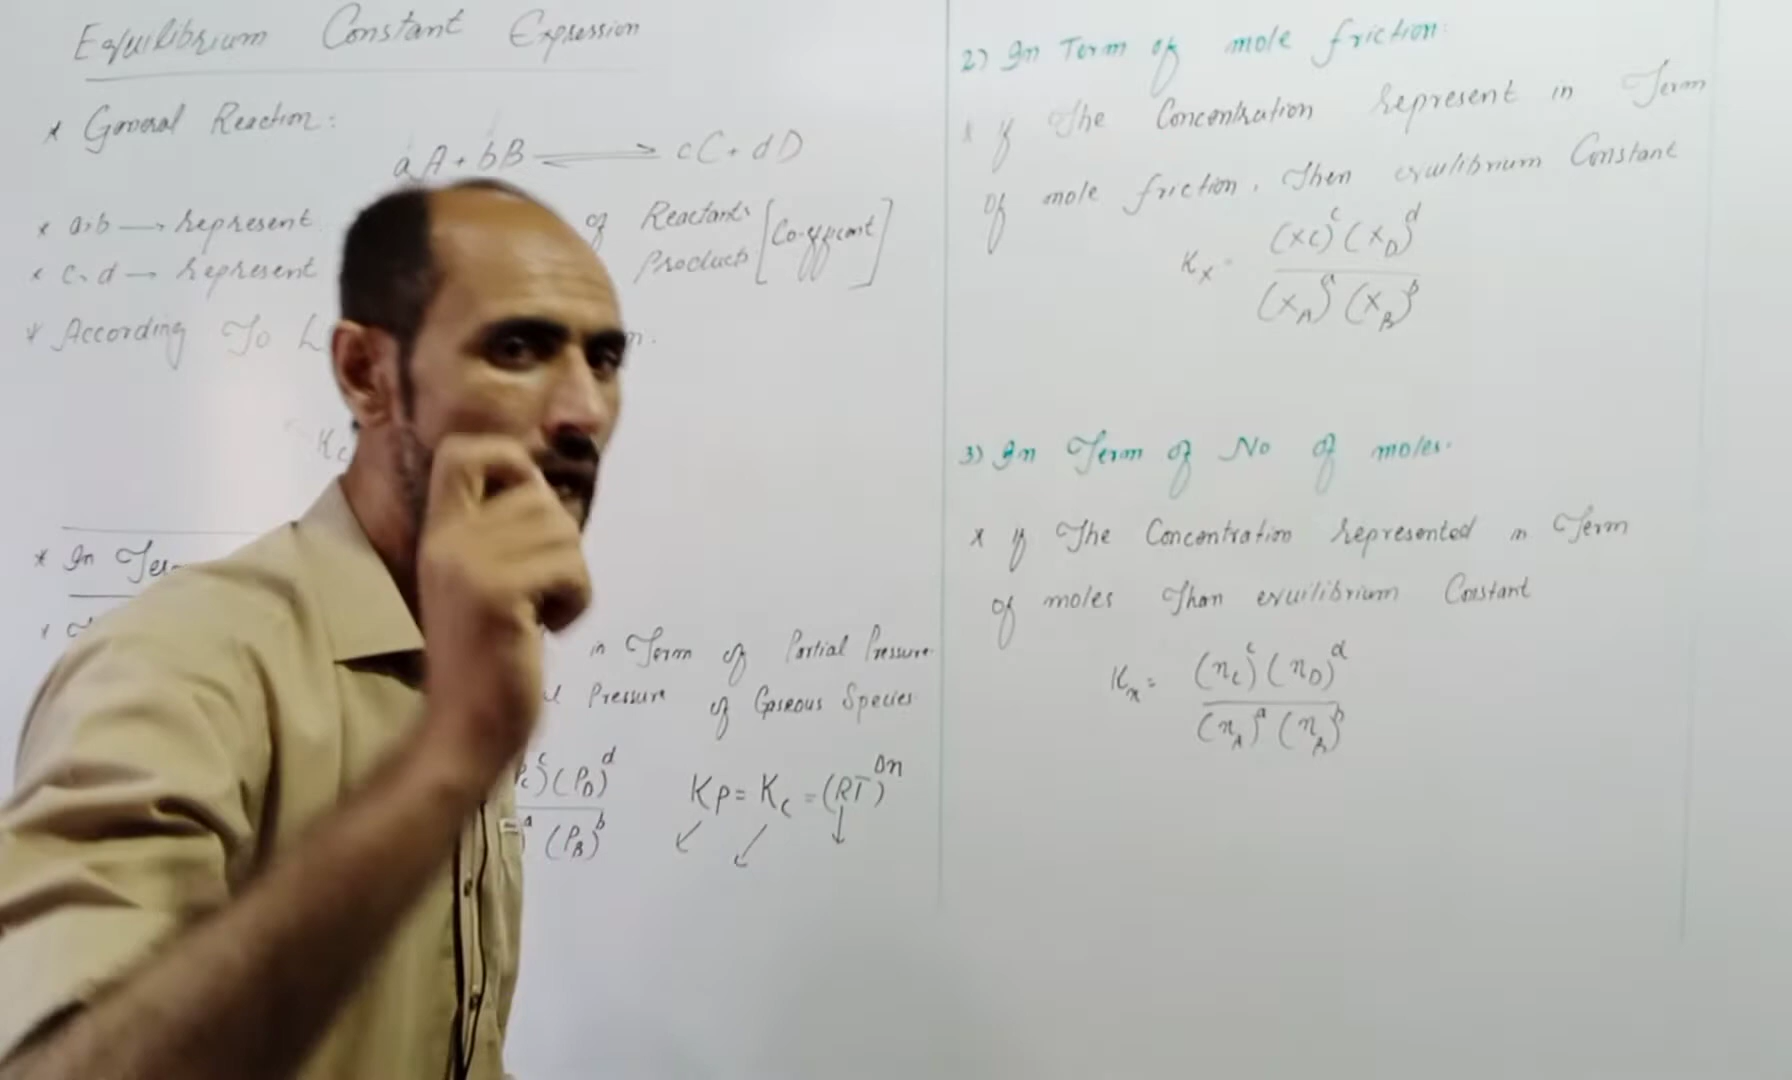 Equilibrium Constant Expression
* General Reaction:
aA + bB ⇌ cC + dD
* a,b → represent of Reactants [Co-efficient]
* c,d → represent Products
* According To
Kc
* In Ter
in Term of Partial Pressure
Pressure of Gaseous Species
(P_D)^d
(P_B)^b
Kp = Kc = (RT)^Δn
2) In Term of mole friction:
* if The Concentration represent in Term
of mole friction, Then equilibrium Constant
Kx = (xC)^c (xD)^d
(xA)^a (xB)^b
3) In Term of No of moles.
* if The Concentration represented in Term
of moles Than equilibrium Constant
Kn = (nC)^c (nD)^d
(nA)^a (nB)^b